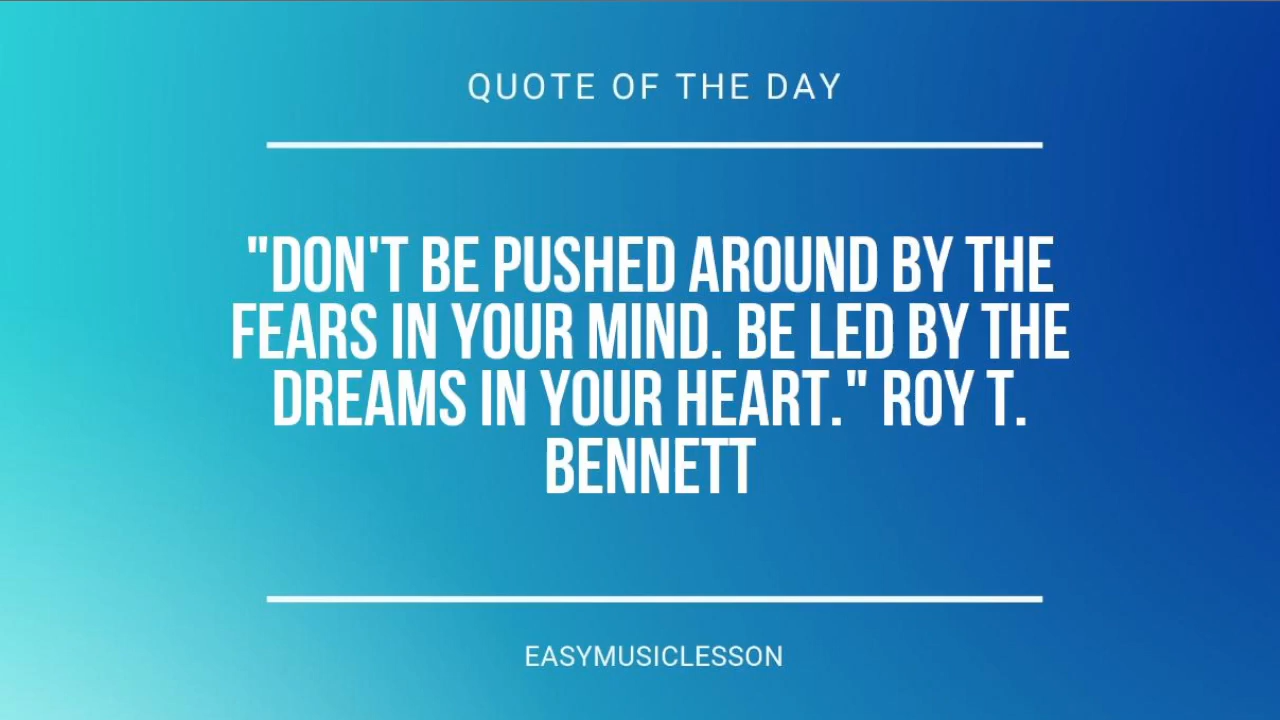 QUOTE OF THE DAY
"DON'T BE PUSHED AROUND BY THE
FEARS IN YOUR MIND. BE LED BY THE
DREAMS IN YOUR HEART." ROY T.
BENNETT
EASYMUSICLESSON